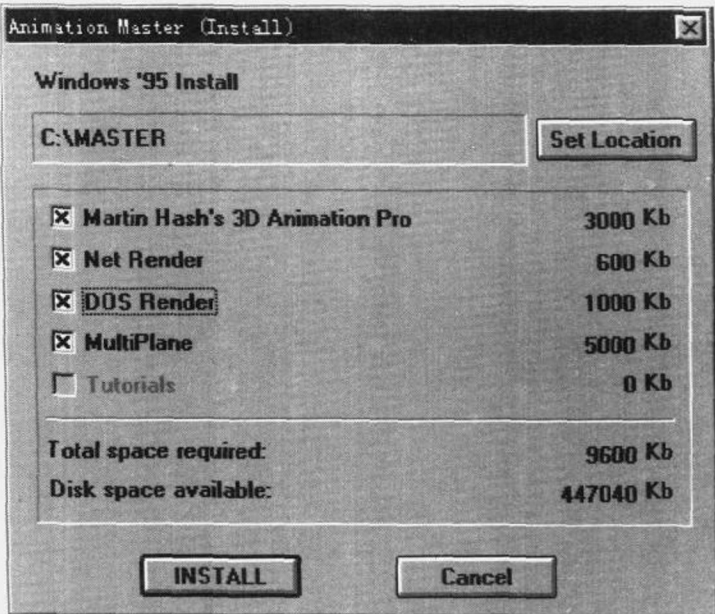 Animation Master (Install)
Windows '95 Install
C:\MASTER
Set Location
Martin Hash's 3D Animation Pro 3000 Kb
Net Render 600 Kb
DOS Render 1000 Kb
MultiPlane 5000 Kb
Tutorials 0 Kb
Total space required: 9600 Kb
Disk space available: 447040 Kb
INSTALL
Cancel